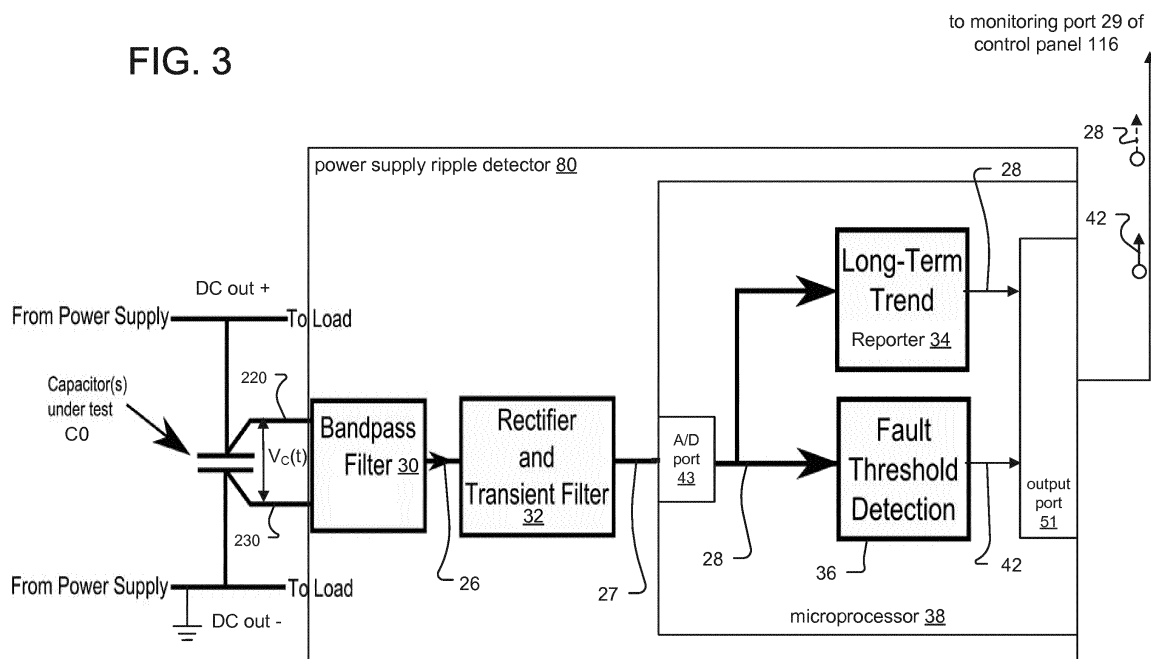 to monitoring port 29 of
control panel 116
FIG. 3
28
power supply ripple detector 80
28
42
Long-Term
Trend
Reporter 34
DC out +
From Power Supply
To Load
Capacitor(s)
under test
C0
220
VC(t)
230
Bandpass
Filter 30
Rectifier
and
Transient Filter
32
A/D
port
43
Fault
Threshold
Detection
output
port
51
26
27
28
36
42
From Power Supply
To Load
DC out -
microprocessor 38